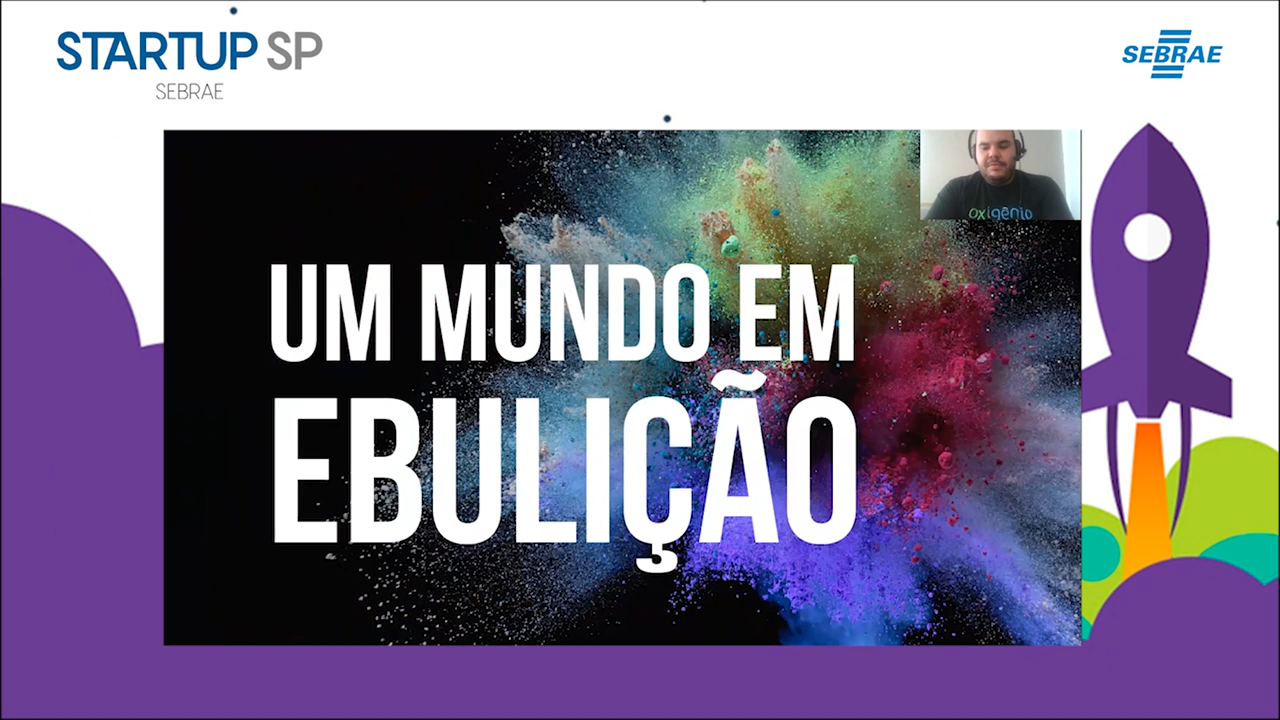 STARTUP SP
SEBRAE
SEBRAE
oxigênio
UM MUNDO EM
EBULIÇÃO